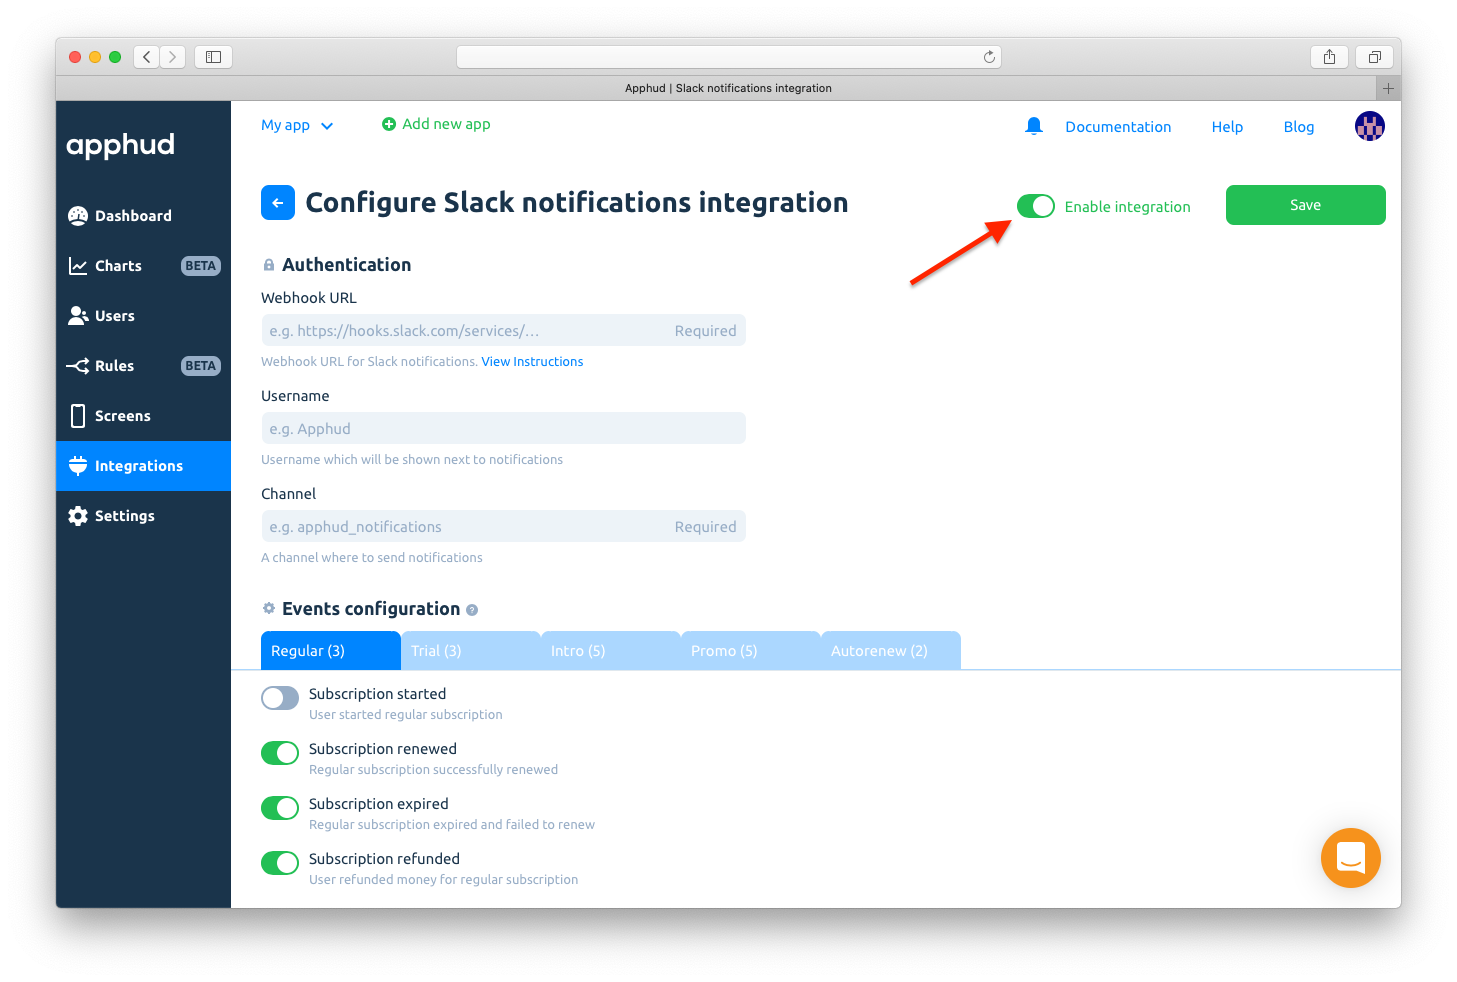 Apphud | Slack notifications integration
apphud
My app
Add new app
Documentation
Help
Blog
Dashboard
Charts BETA
Users
Rules BETA
Screens
Integrations
Settings
Configure Slack notifications integration
Enable integration
Save
Authentication
Webhook URL
e.g. https://hooks.slack.com/services/... Required
Webhook URL for Slack notifications. View Instructions
Username
e.g. Apphud
Username which will be shown next to notifications
Channel
e.g. apphud_notifications Required
A channel where to send notifications
Events configuration ?
Regular (3) Trial (3) Intro (5) Promo (5) Autorenew (2)
Subscription started
User started regular subscription
Subscription renewed
Regular subscription successfully renewed
Subscription expired
Regular subscription expired and failed to renew
Subscription refunded
User refunded money for regular subscription